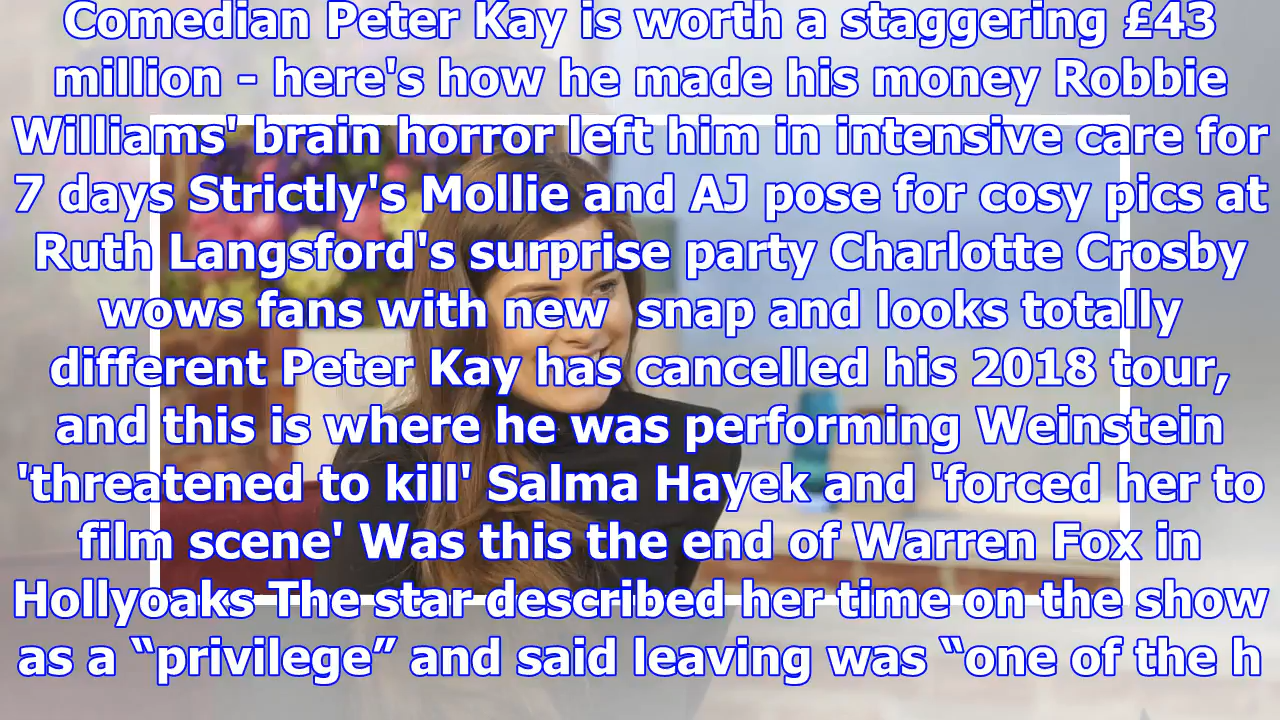 Comedian Peter Kay is worth a staggering £43
million - here's how he made his money Robbie
Williams' brain horror left him in intensive care for
7 days Strictly's Mollie and AJ pose for cosy pics at
Ruth Langsford's surprise party Charlotte Crosby
wows fans with new  snap and looks totally
different Peter Kay has cancelled his 2018 tour,
and this is where he was performing Weinstein
'threatened to kill' Salma Hayek and 'forced her to
film scene' Was this the end of Warren Fox in
Hollyoaks The star described her time on the show
as a “privilege” and said leaving was “one of the h